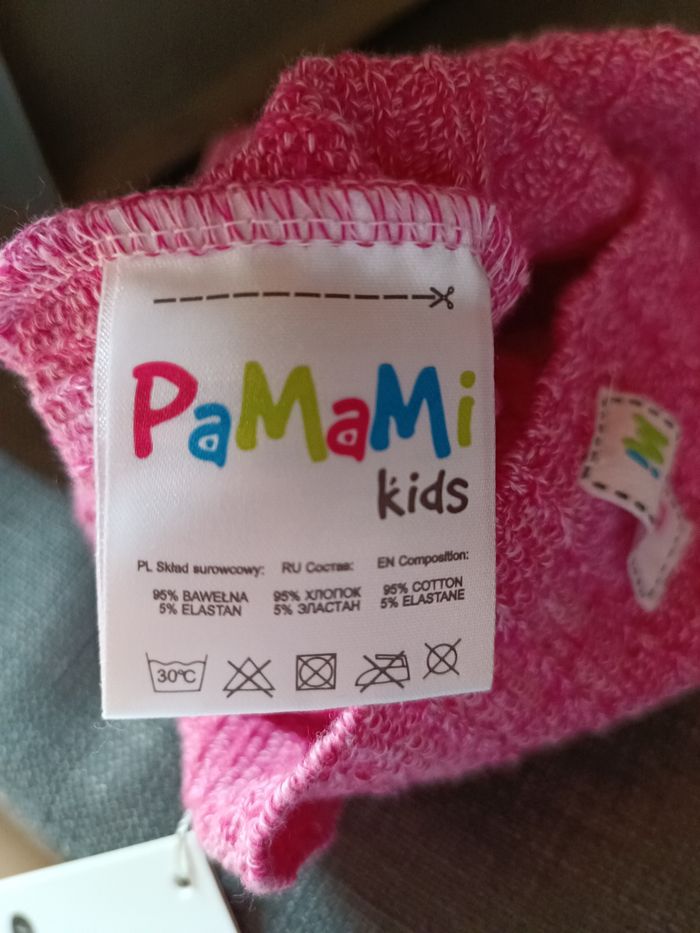 PaMaMi
kids
PL Skład surowcowy: RU Состав: EN Composition:
95% BAWEŁNA 95% ХЛОПОК 95% COTTON
5% ELASTAN 5% ЭЛАСТАН 5% ELASTANE
30°C
Mi